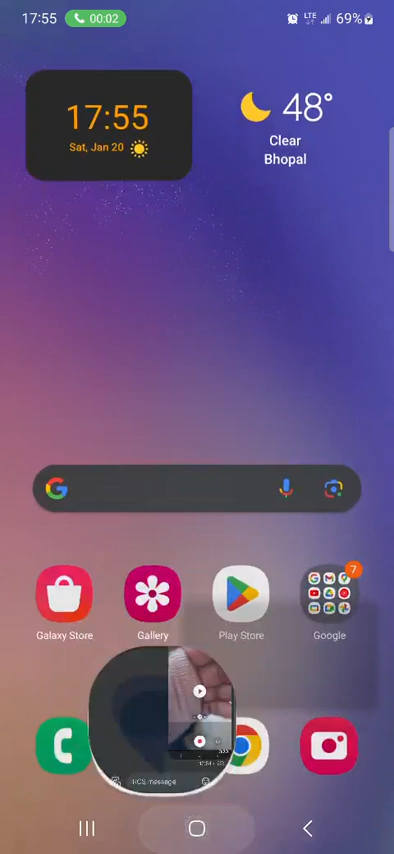 17:55
00:02
LTE
69%
17:55
Sat, Jan 20
48°
Clear
Bhopal
7
Galaxy Store
Gallery
Play Store
Google
RCS message